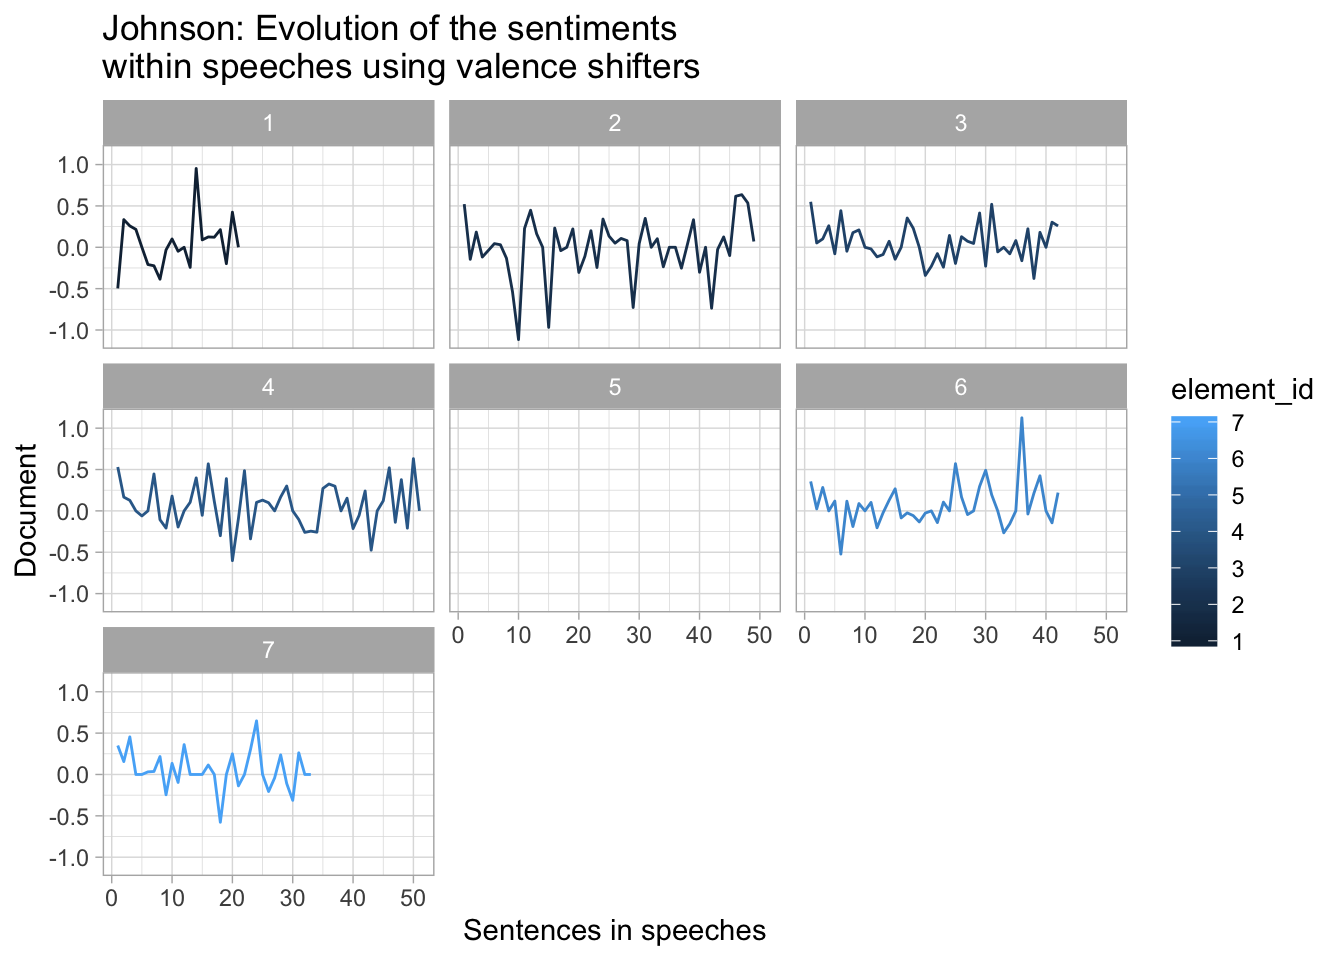 Johnson: Evolution of the sentiments
within speeches using valence shifters
1 2 3
1.0
0.5
0.0
-0.5
-1.0
4 5 6
1.0
0.5
0.0
-0.5
-1.0
0 10 20 30 40 50 0 10 20 30 40 50
7
1.0
0.5
0.0
-0.5
-1.0
0 10 20 30 40 50
Document
Sentences in speeches
element_id
7
6
5
4
3
2
1